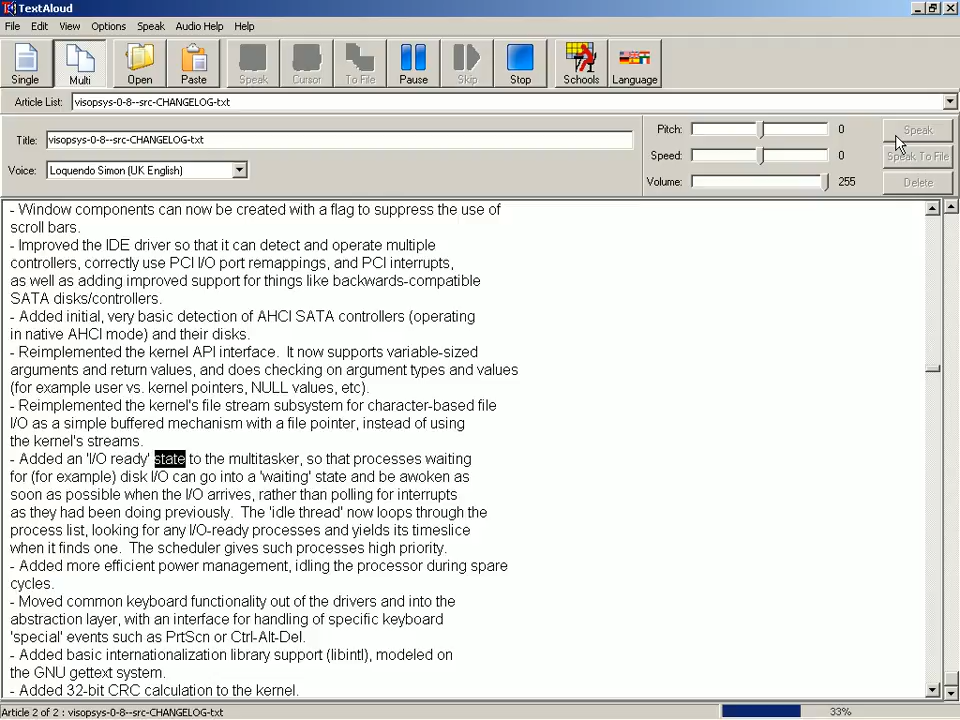 TextAloud
File Edit View Options Speak Audio Help Help
Single Multi Open Paste Speak Cursor To File Pause Skip Stop Schools Language
Article List: visopsys-0-8--src-CHANGELOG-txt
Title: visopsys-0-8--src-CHANGELOG-txt
Voice: Loquendo Simon (UK English)
Pitch: 0 Speak
Speed: 0 Speak To File
Volume: 255 Delete
- Window components can now be created with a flag to suppress the use of
scroll bars.
- Improved the IDE driver so that it can detect and operate multiple
controllers, correctly use PCI I/O port remappings, and PCI interrupts,
as well as adding improved support for things like backwards-compatible
SATA disks/controllers.
- Added initial, very basic detection of AHCI SATA controllers (operating
in native AHCI mode) and their disks.
- Reimplemented the kernel API interface.  It now supports variable-sized
arguments and return values, and does checking on argument types and values
(for example user vs. kernel pointers, NULL values, etc).
- Reimplemented the kernel's file stream subsystem for character-based file
I/O as a simple buffered mechanism with a file pointer, instead of using
the kernel's streams.
- Added an 'I/O ready' state to the multitasker, so that processes waiting
for (for example) disk I/O can go into a 'waiting' state and be awoken as
soon as possible when the I/O arrives, rather than polling for interrupts
as they had been doing previously.  The 'idle thread' now loops through the
process list, looking for any I/O-ready processes and yields its timeslice
when it finds one.  The scheduler gives such processes high priority.
- Added more efficient power management, idling the processor during spare
cycles.
- Moved common keyboard functionality out of the drivers and into the
abstraction layer, with an interface for handling of specific keyboard
'special' events such as PrtScn or Ctrl-Alt-Del.
- Added basic internationalization library support (libintl), modeled on
the GNU gettext system.
- Added 32-bit CRC calculation to the kernel.
Article 2 of 2 : visopsys-0-8--src-CHANGELOG-txt 33%